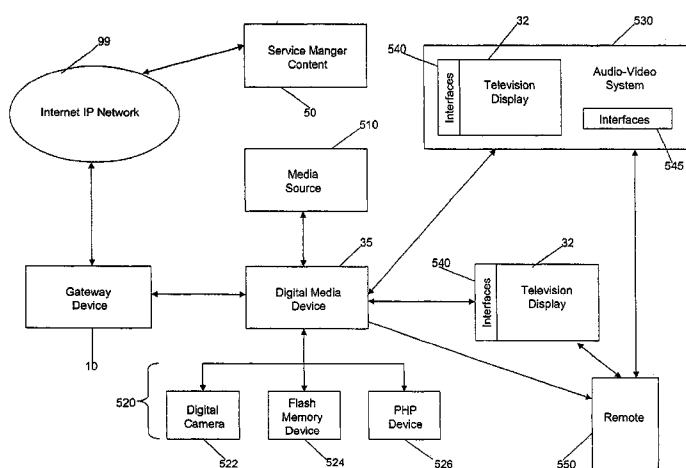 99
Service Manger
Content
50
Internet IP Network
540
32
530
Interfaces
Television
Display
Audio-Video
System
Interfaces
545
510
Media
Source
35
Gateway
Device
10
Digital Media
Device
540
32
Interfaces
Television
Display
520
Digital
Camera
522
Flash
Memory
Device
524
PHP
Device
526
Remote
550